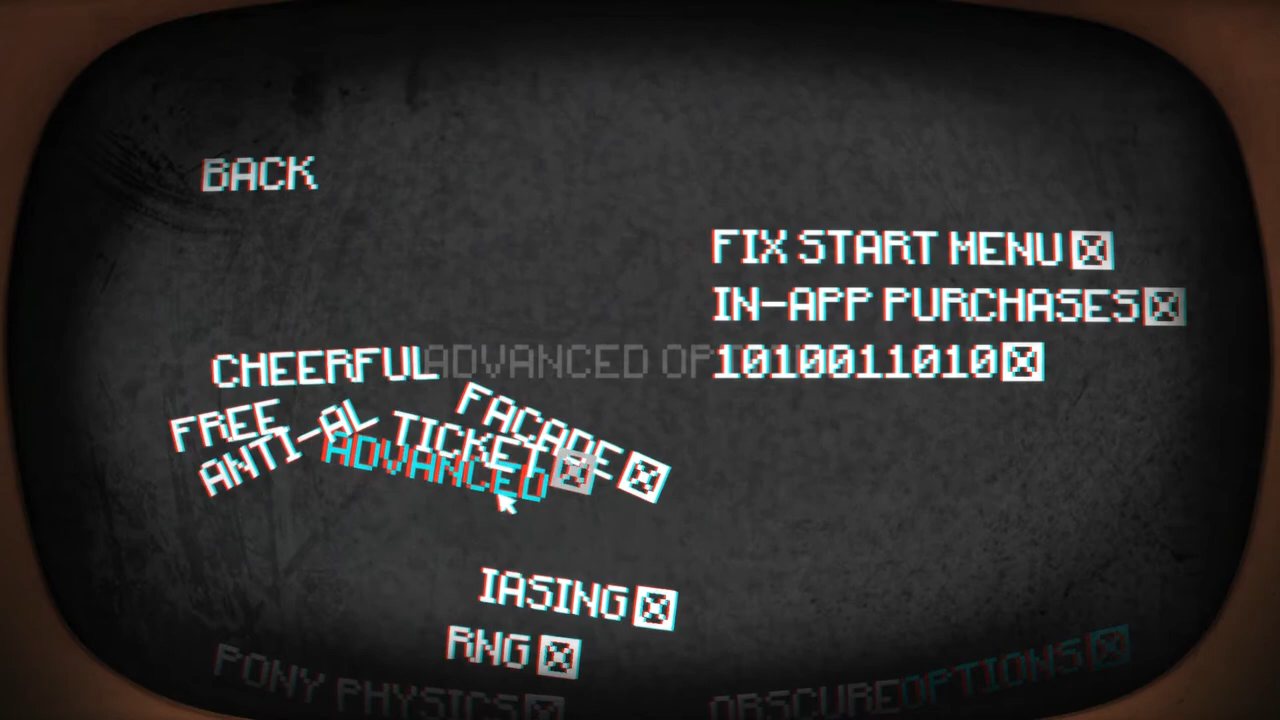 BACK
FIX START MENU
IN-APP PURCHASES
1010011010
ADVANCED OP
CHEERFUL
FACADE
FREE
TICKET
ANTI-AL
ADVANCED
IASING
RNG
PONY PHYSICS
OBSCURE OPTIONS